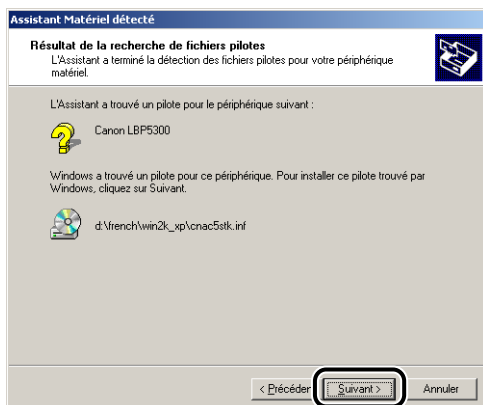 Assistant Matériel détecté
Résultat de la recherche de fichiers pilotes
L'Assistant a terminé la détection des fichiers pilotes pour votre périphérique
matériel.
L'Assistant a trouvé un pilote pour le périphérique suivant :
Canon LBP5300
Windows a trouvé un pilote pour ce périphérique. Pour installer ce pilote trouvé par
Windows, cliquez sur Suivant.
d:\french\win2k_xp\cnac5stk.inf
< Précéden Suivant > Annuler